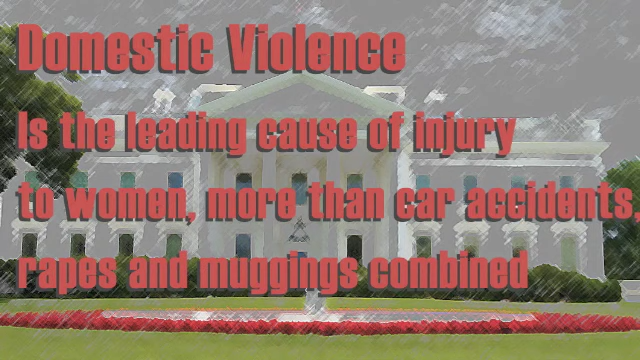 Domestic Violence
Is the leading cause of injury
to women, more than car accidents,
rapes and muggings combined